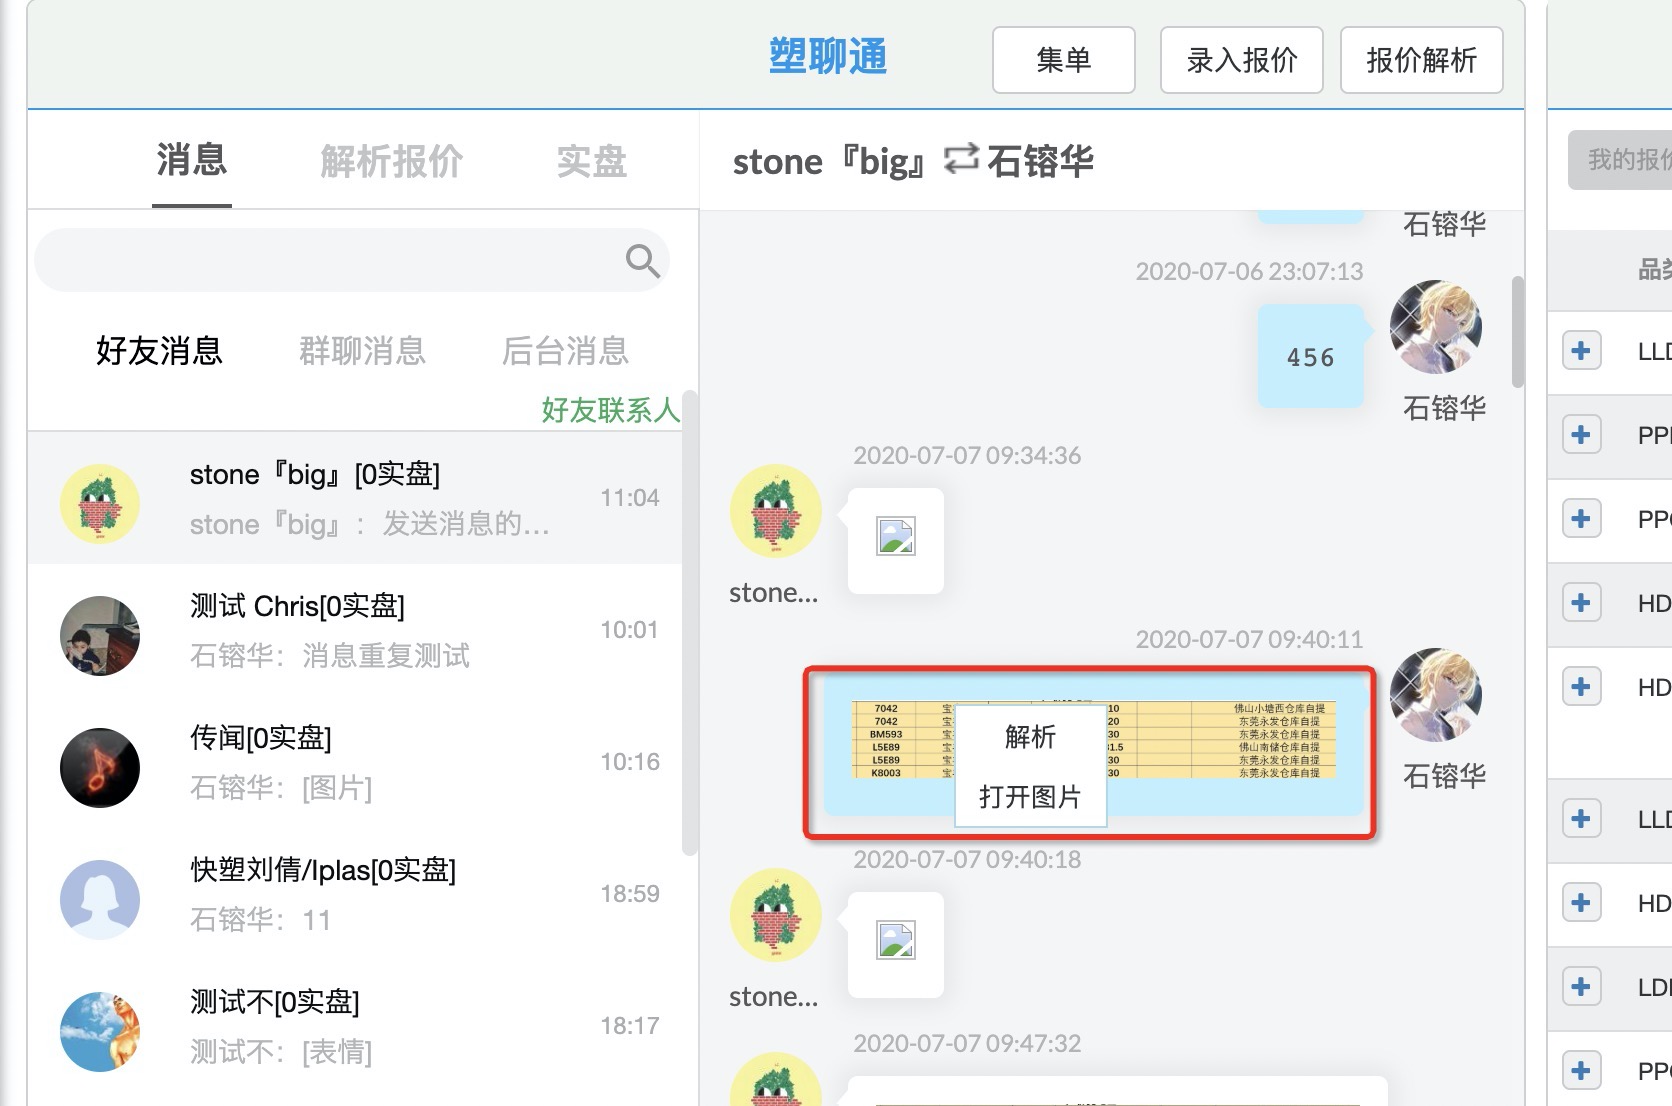 塑聊通
集单
录入报价
报价解析
消息
解析报价
实盘
好友消息
群聊消息
后台消息
好友联系人
stone『big』[0实盘]
11:04
stone『big』：发送消息的...
测试 Chris[0实盘]
10:01
石镕华：消息重复测试
传闻[0实盘]
10:16
石镕华：[图片]
快塑刘倩/Iplas[0实盘]
18:59
石镕华：11
测试不[0实盘]
18:17
测试不：[表情]
stone『big』 石镕华
石镕华
2020-07-06 23:07:13
456
石镕华
2020-07-07 09:34:36
stone...
2020-07-07 09:40:11
7042 宝 10 佛山小塘西仓库自提
7042 宝 20 东莞永发仓库自提
BM593 宝 30 东莞永发仓库自提
L5E89 宝 31.5 佛山南储仓库自提
L5E89 宝 30 东莞永发仓库自提
K8003 宝 30 东莞永发仓库自提
解析
打开图片
石镕华
2020-07-07 09:40:18
stone...
2020-07-07 09:47:32
我的报价
品类
LLD
PP
PP
HD
HD
LLD
HD
LD
PP